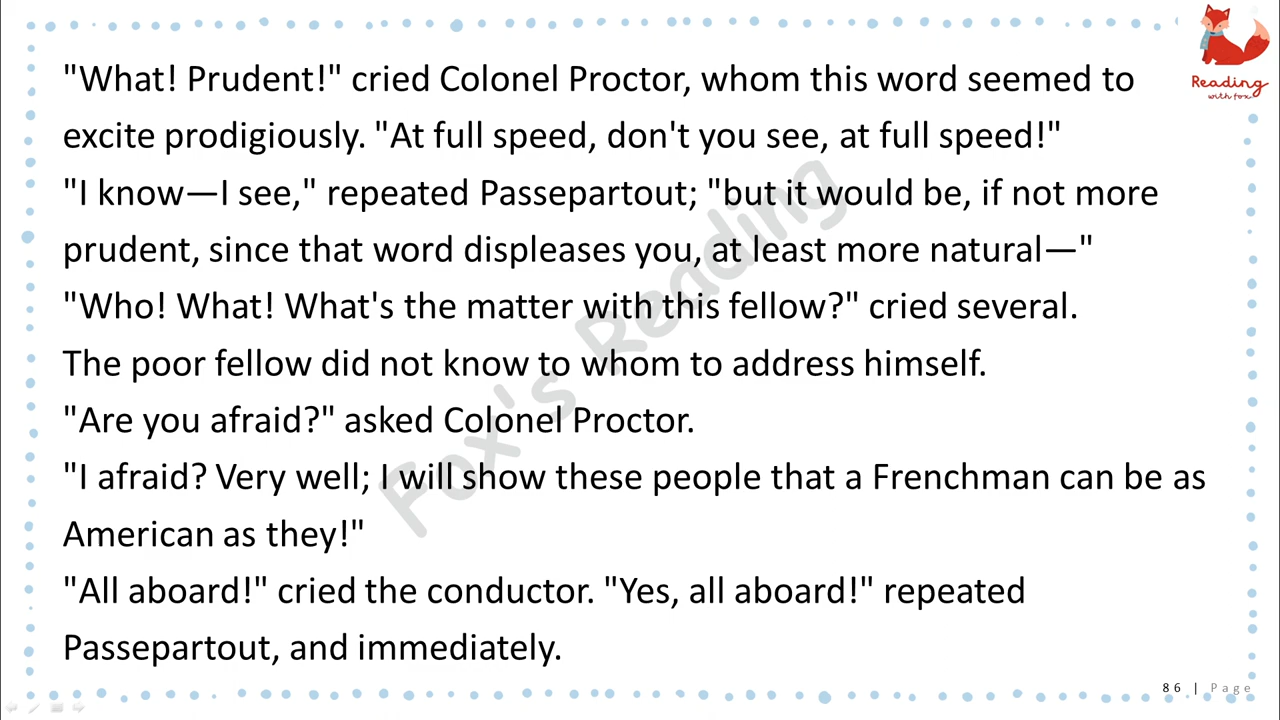 Reading
with fox
"What! Prudent!" cried Colonel Proctor, whom this word seemed to
excite prodigiously. "At full speed, don't you see, at full speed!"
"I know—I see," repeated Passepartout; "but it would be, if not more
prudent, since that word displeases you, at least more natural—"
"Who! What! What's the matter with this fellow?" cried several.
The poor fellow did not know to whom to address himself.
"Are you afraid?" asked Colonel Proctor.
"I afraid? Very well; I will show these people that a Frenchman can be as
American as they!"
"All aboard!" cried the conductor. "Yes, all aboard!" repeated
Passepartout, and immediately.
Fox's Reading
86 | Page